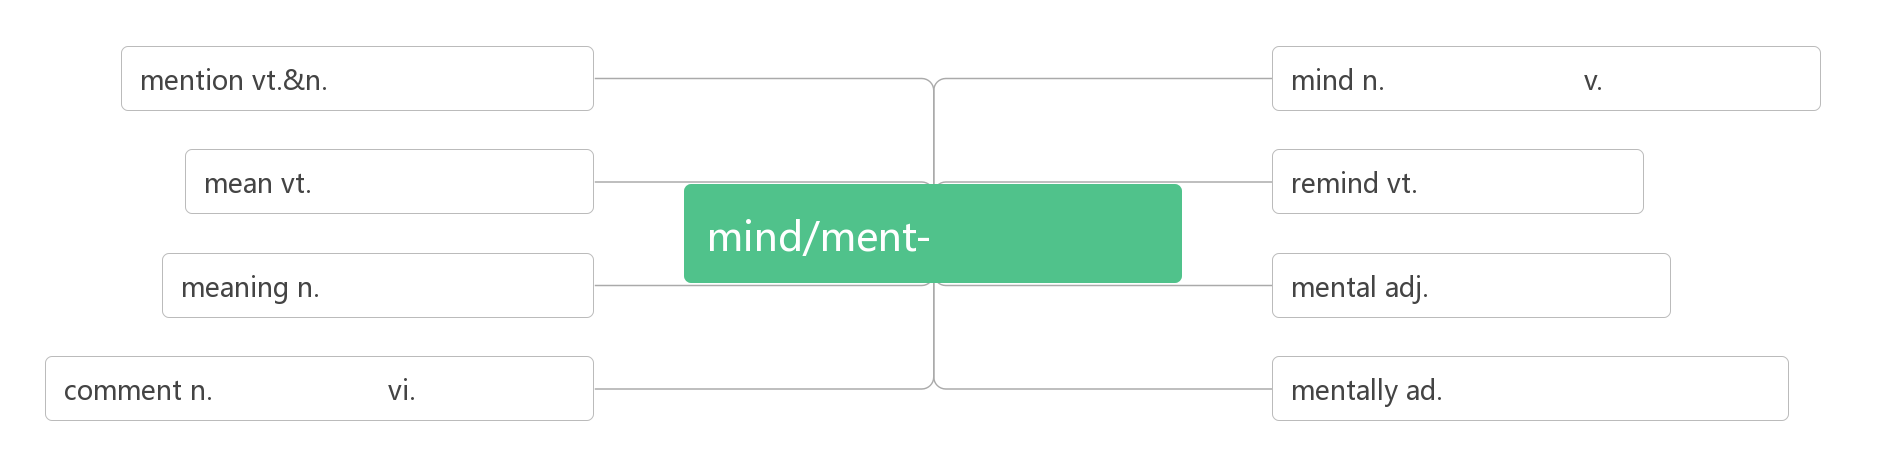 mention vt.&n.
mean vt.
meaning n.
comment n. vi.
mind/ment-
mind n. v.
remind vt.
mental adj.
mentally ad.